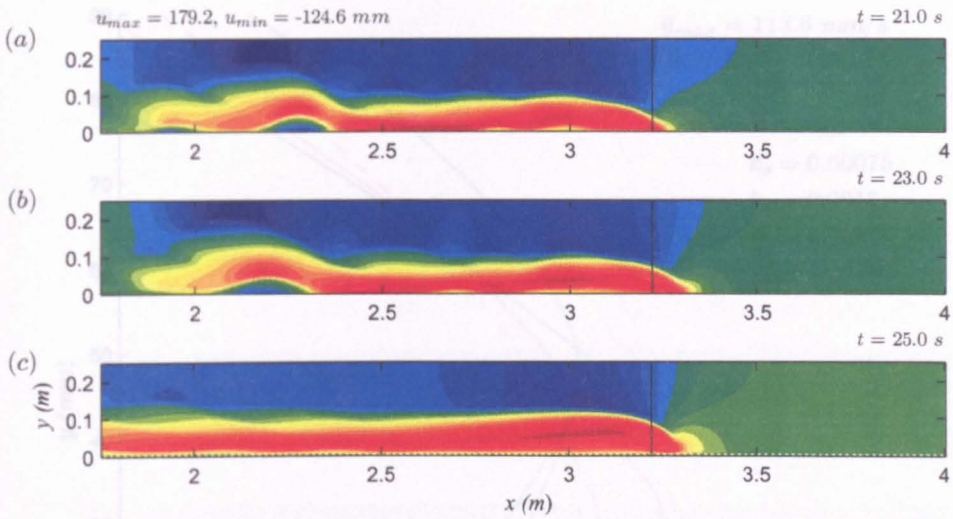 u_max = 179.2, u_min = -124.6 mm
t = 21.0 s
(a)
0.2
0.1
0
2 2.5 3 3.5 4
t = 23.0 s
(b)
0.2
0.1
0
2 2.5 3 3.5 4
t = 25.0 s
(c)
y (m)
0.2
0.1
0
2 2.5 3 3.5 4
x (m)